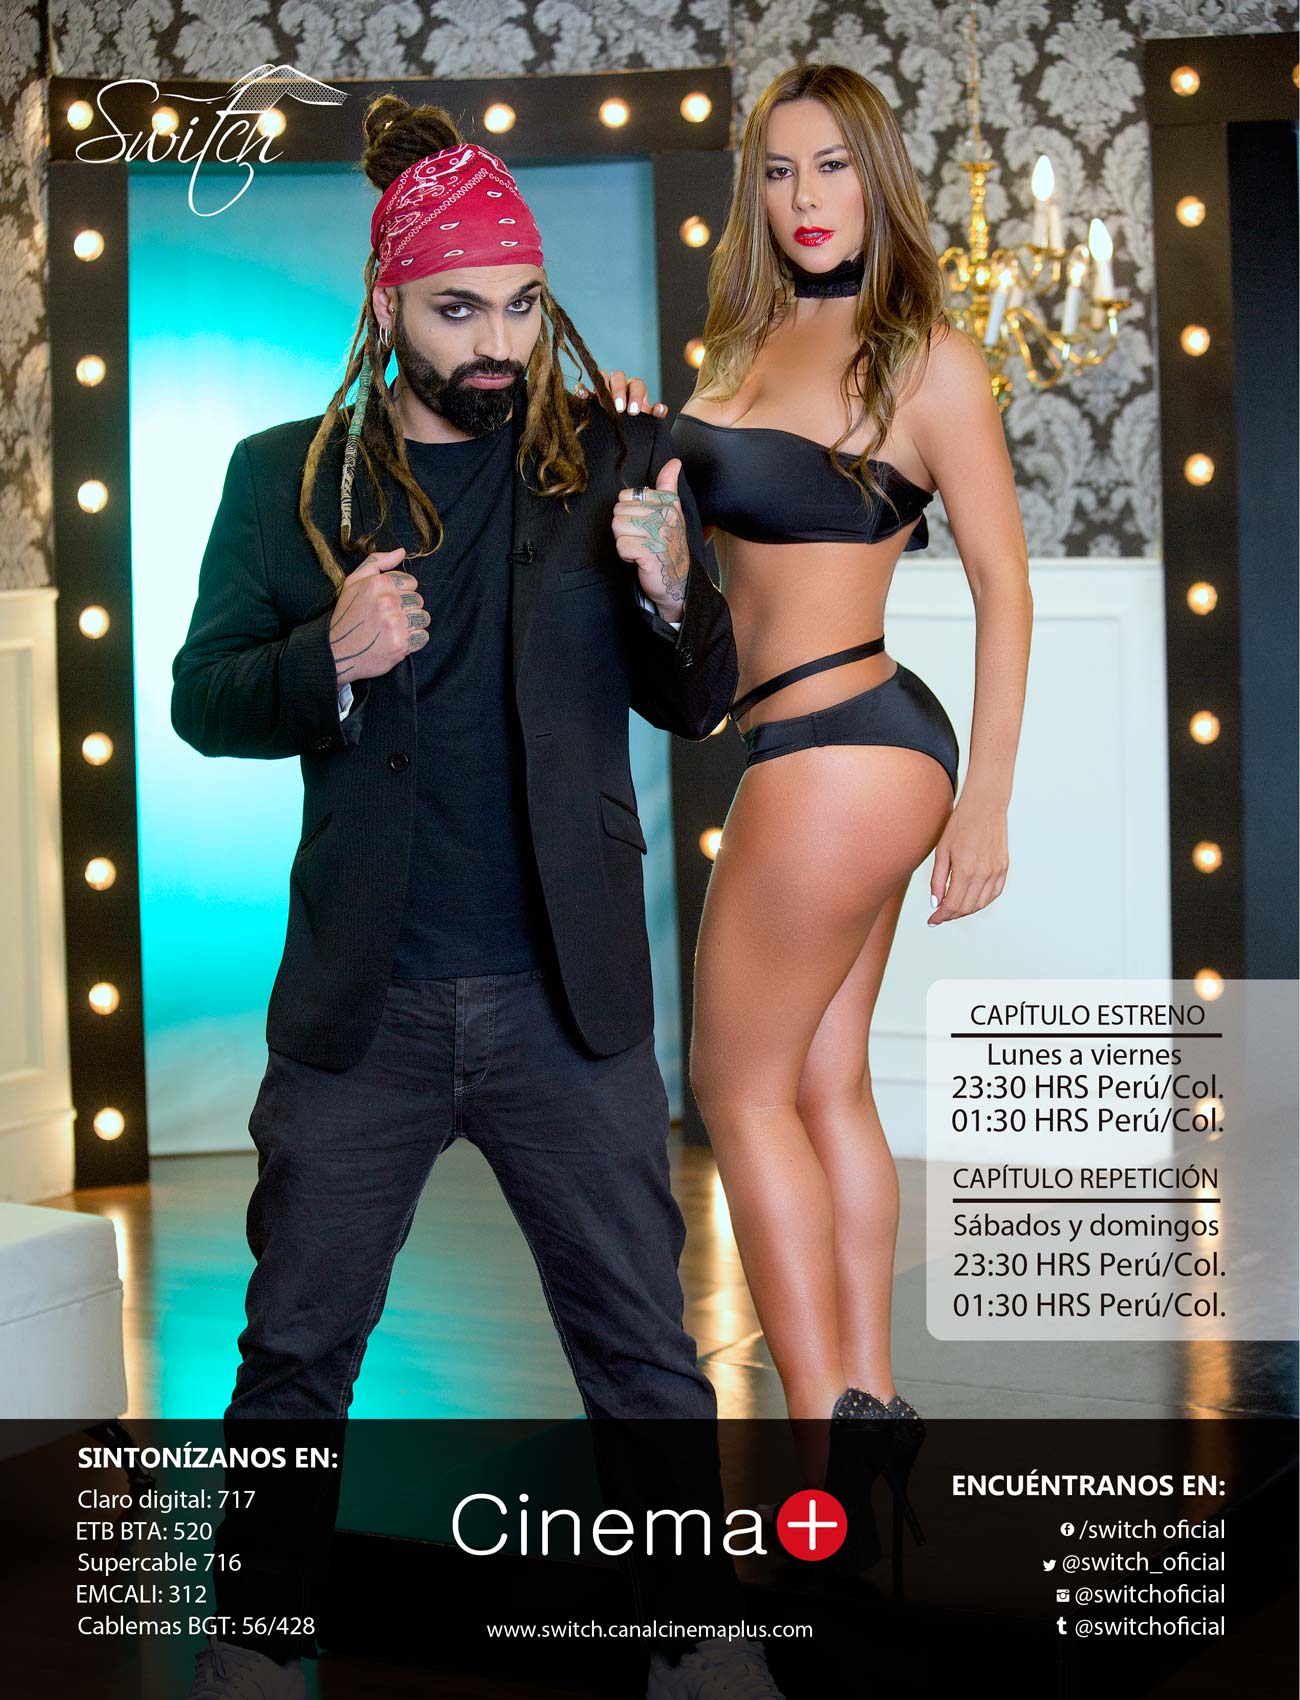 Switch
CAPÍTULO ESTRENO
Lunes a viernes
23:30 HRS Perú/Col.
01:30 HRS Perú/Col.
CAPÍTULO REPETICIÓN
Sábados y domingos
23:30 HRS Perú/Col.
01:30 HRS Perú/Col.
SINTONÍZANOS EN:
Claro digital: 717
ETB BTA: 520
Supercable 716
EMCALI: 312
Cablemas BGT: 56/428
Cinema+
www.switch.canalcinemaplus.com
ENCUÉNTRANOS EN:
/switch oficial
@switch_oficial
@switchoficial
@switchoficial